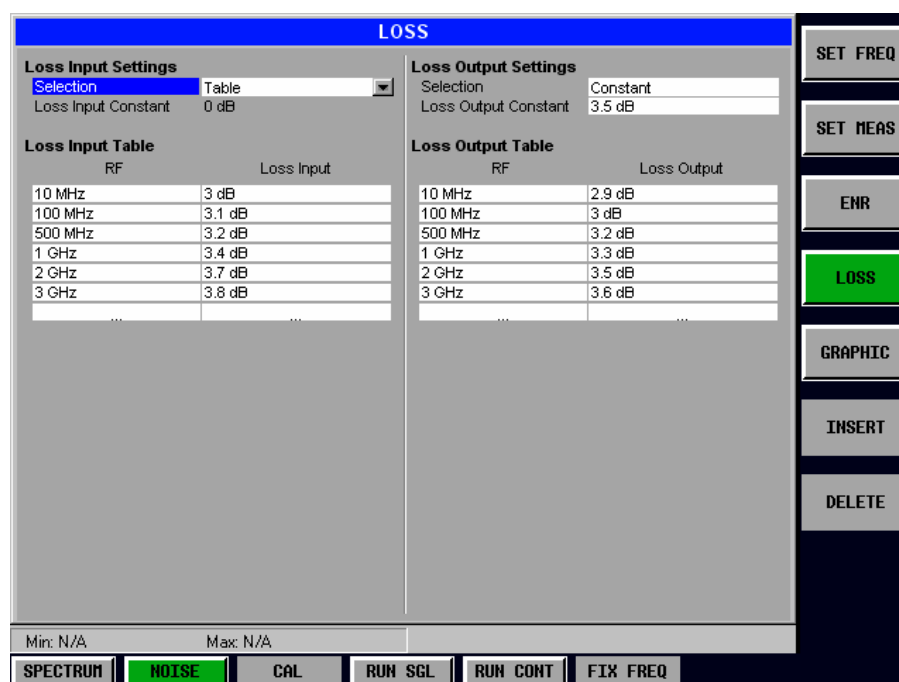 LOSS
Loss Input Settings
Selection Table
Loss Input Constant 0 dB
Loss Input Table
RF Loss Input
10 MHz 3 dB
100 MHz 3.1 dB
500 MHz 3.2 dB
1 GHz 3.4 dB
2 GHz 3.7 dB
3 GHz 3.8 dB
... ...
Loss Output Settings
Selection Constant
Loss Output Constant 3.5 dB
Loss Output Table
RF Loss Output
10 MHz 2.9 dB
100 MHz 3 dB
500 MHz 3.2 dB
1 GHz 3.3 dB
2 GHz 3.5 dB
3 GHz 3.6 dB
... ...
Min: N/A Max: N/A
SET FREQ
SET MEAS
ENR
LOSS
GRAPHIC
INSERT
DELETE
SPECTRUM NOISE CAL RUN SGL RUN CONT FIX FREQ